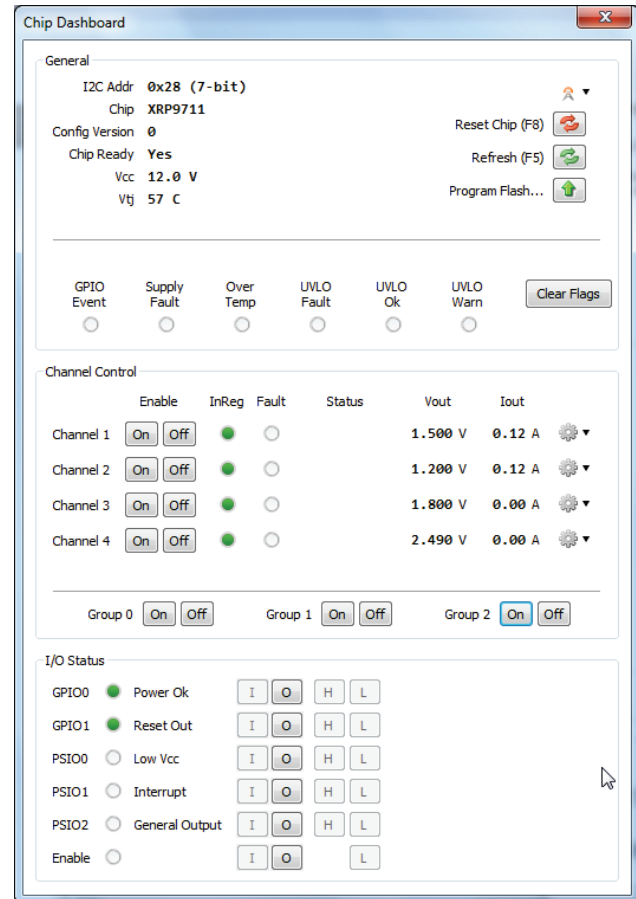 Chip Dashboard
General
I2C Addr 0x28 (7-bit)
Chip XRP9711
Config Version 0
Chip Ready Yes
Vcc 12.0 V
Vtj 57 C
Reset Chip (F8)
Refresh (F5)
Program Flash...
GPIO Event Supply Fault Over Temp UVLO Fault UVLO Ok UVLO Warn Clear Flags
Channel Control
Enable InReg Fault Status Vout Iout
Channel 1 On Off 1.500 V 0.12 A
Channel 2 On Off 1.200 V 0.12 A
Channel 3 On Off 1.800 V 0.00 A
Channel 4 On Off 2.490 V 0.00 A
Group 0 On Off Group 1 On Off Group 2 On Off
I/O Status
GPIO0 Power Ok I O H L
GPIO1 Reset Out I O H L
PSIO0 Low Vcc I O H L
PSIO1 Interrupt I O H L
PSIO2 General Output I O H L
Enable I O L